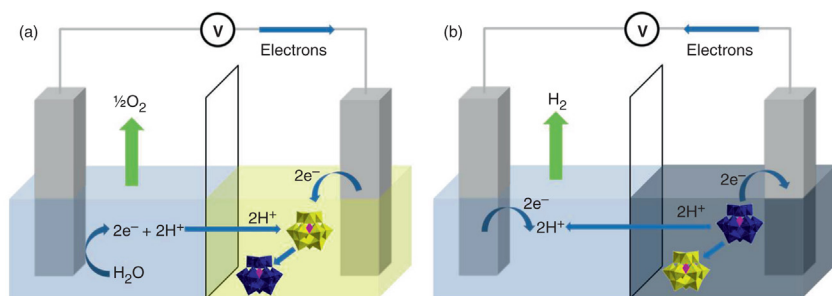 (a)
V
Electrons
½O₂
2e⁻
2H⁺
2e⁻ + 2H⁺
H₂O
(b)
V
Electrons
H₂
2e⁻
2e⁻
2H⁺
2H⁺